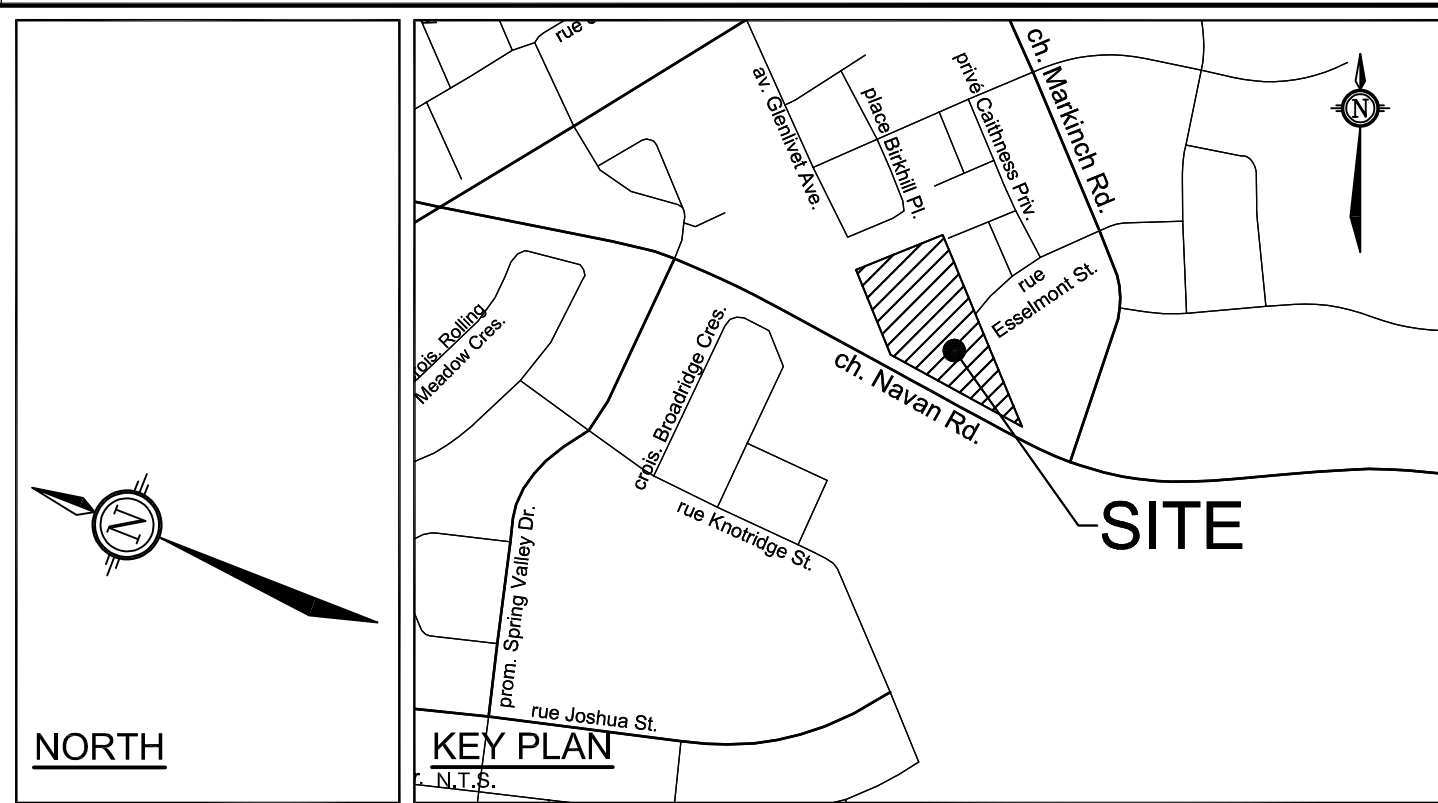 rue
av. Glenlivet Ave.
place Birkhill Pl.
privé Caithness Priv.
ch. Markinch Rd.
N
rue
Esselmont St.
ois. Rolling
Meadow Cres.
crois. Broadridge Cres.
ch. Navan Rd.
SITE
rue Knotridge St.
prom. Spring Valley Dr.
rue Joshua St.
N
NORTH
KEY PLAN
r. N.T.S.